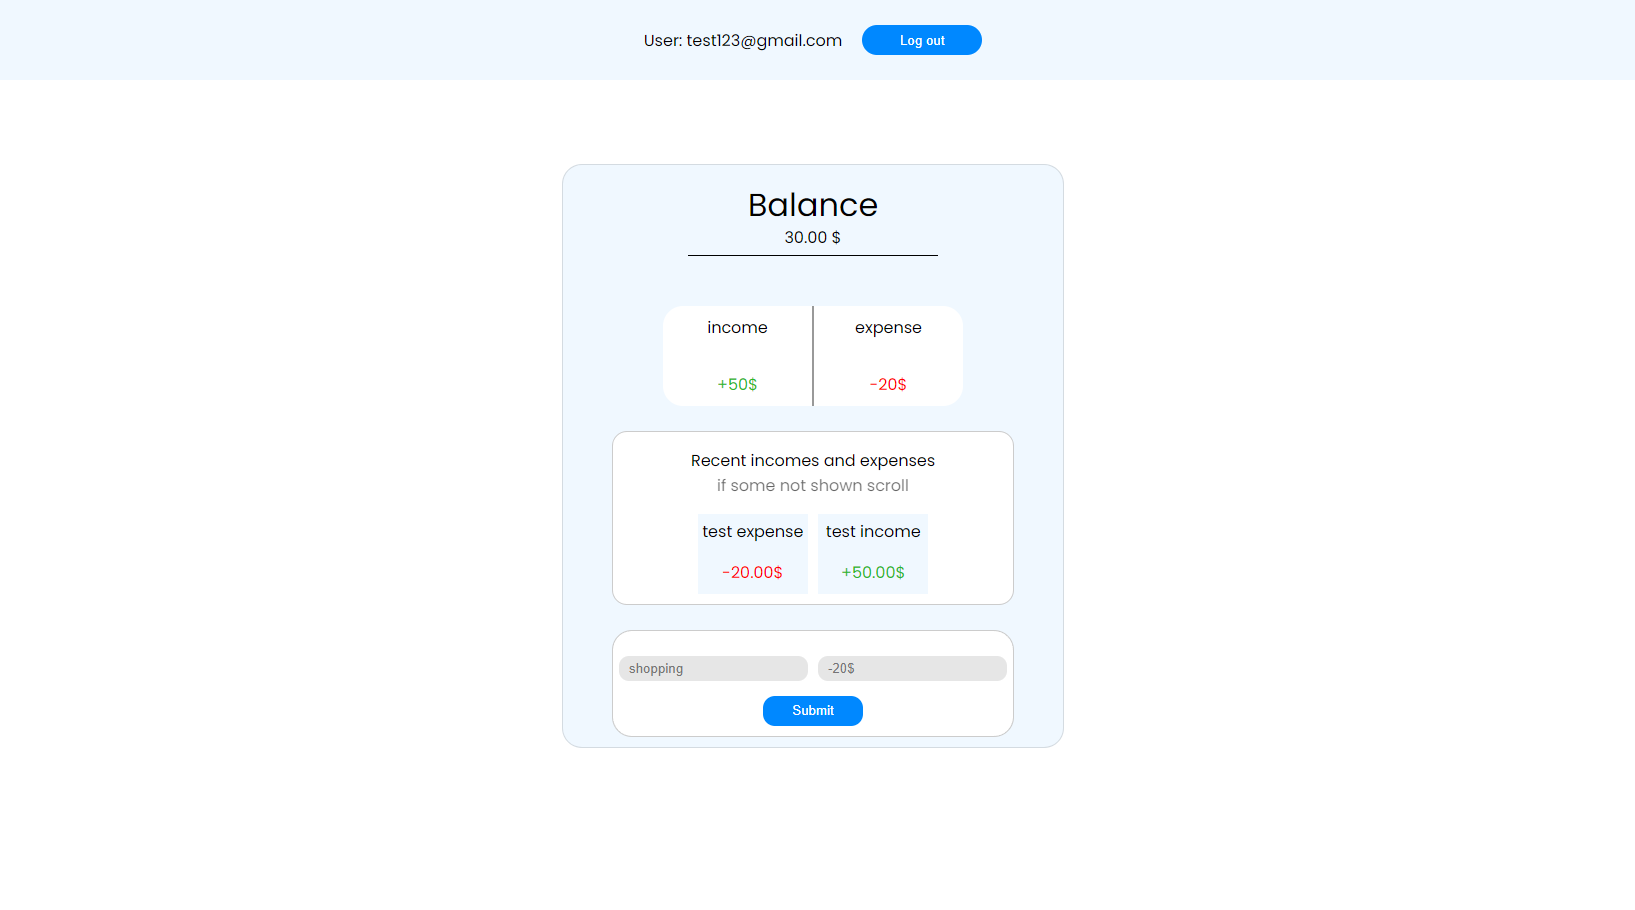 User: test123@gmail.com Log out
Balance
30.00 $
income expense
+50$ -20$
Recent incomes and expenses
if some not shown scroll
test expense test income
-20.00$ +50.00$
shopping -20$
Submit